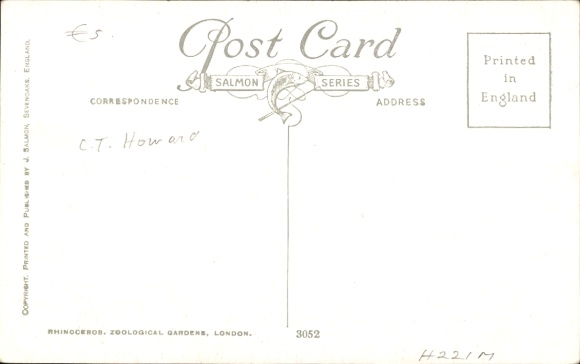 €5.
Post Card
SALMON SERIES
CORRESPONDENCE
ADDRESS
Printed
in
England
C.T. Howard
COPYRIGHT. PRINTED AND PUBLISHED BY J. SALMON, SEVENOAKS, ENGLAND.
RHINOCEROS. ZOOLOGICAL GARDENS, LONDON.
3052
H221M